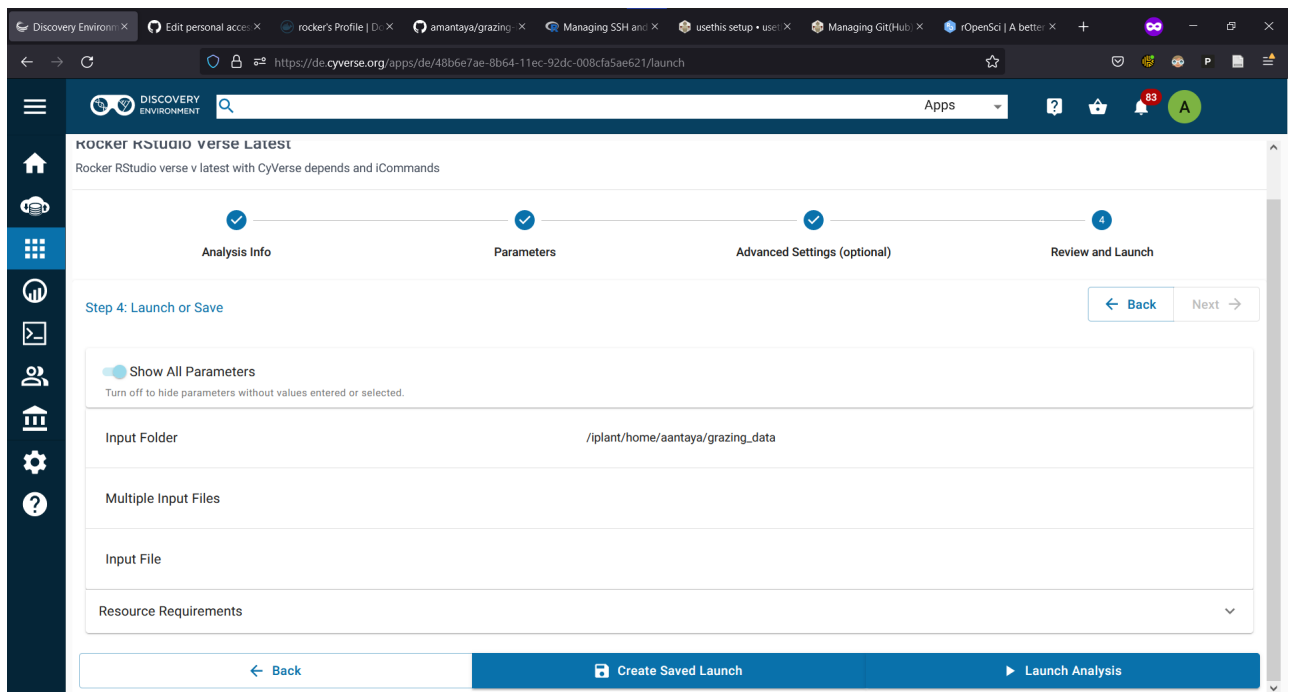 Discovery Environm
Edit personal acces
rocker's Profile | Do
amantaya/grazing-
Managing SSH and
usethis setup • uset
Managing Git(Hub)
rOpenSci | A better
https://de.cyverse.org/apps/de/48b6e7ae-8b64-11ec-92dc-008cfa5ae621/launch
P
DISCOVERY
ENVIRONMENT
Apps
83
A
Rocker RStudio Verse Latest
Rocker RStudio verse v latest with CyVerse depends and iCommands
4
Analysis Info
Parameters
Advanced Settings (optional)
Review and Launch
Step 4: Launch or Save
Back
Next
Show All Parameters
Turn off to hide parameters without values entered or selected.
Input Folder
/iplant/home/aantaya/grazing_data
Multiple Input Files
Input File
Resource Requirements
Back
Create Saved Launch
Launch Analysis